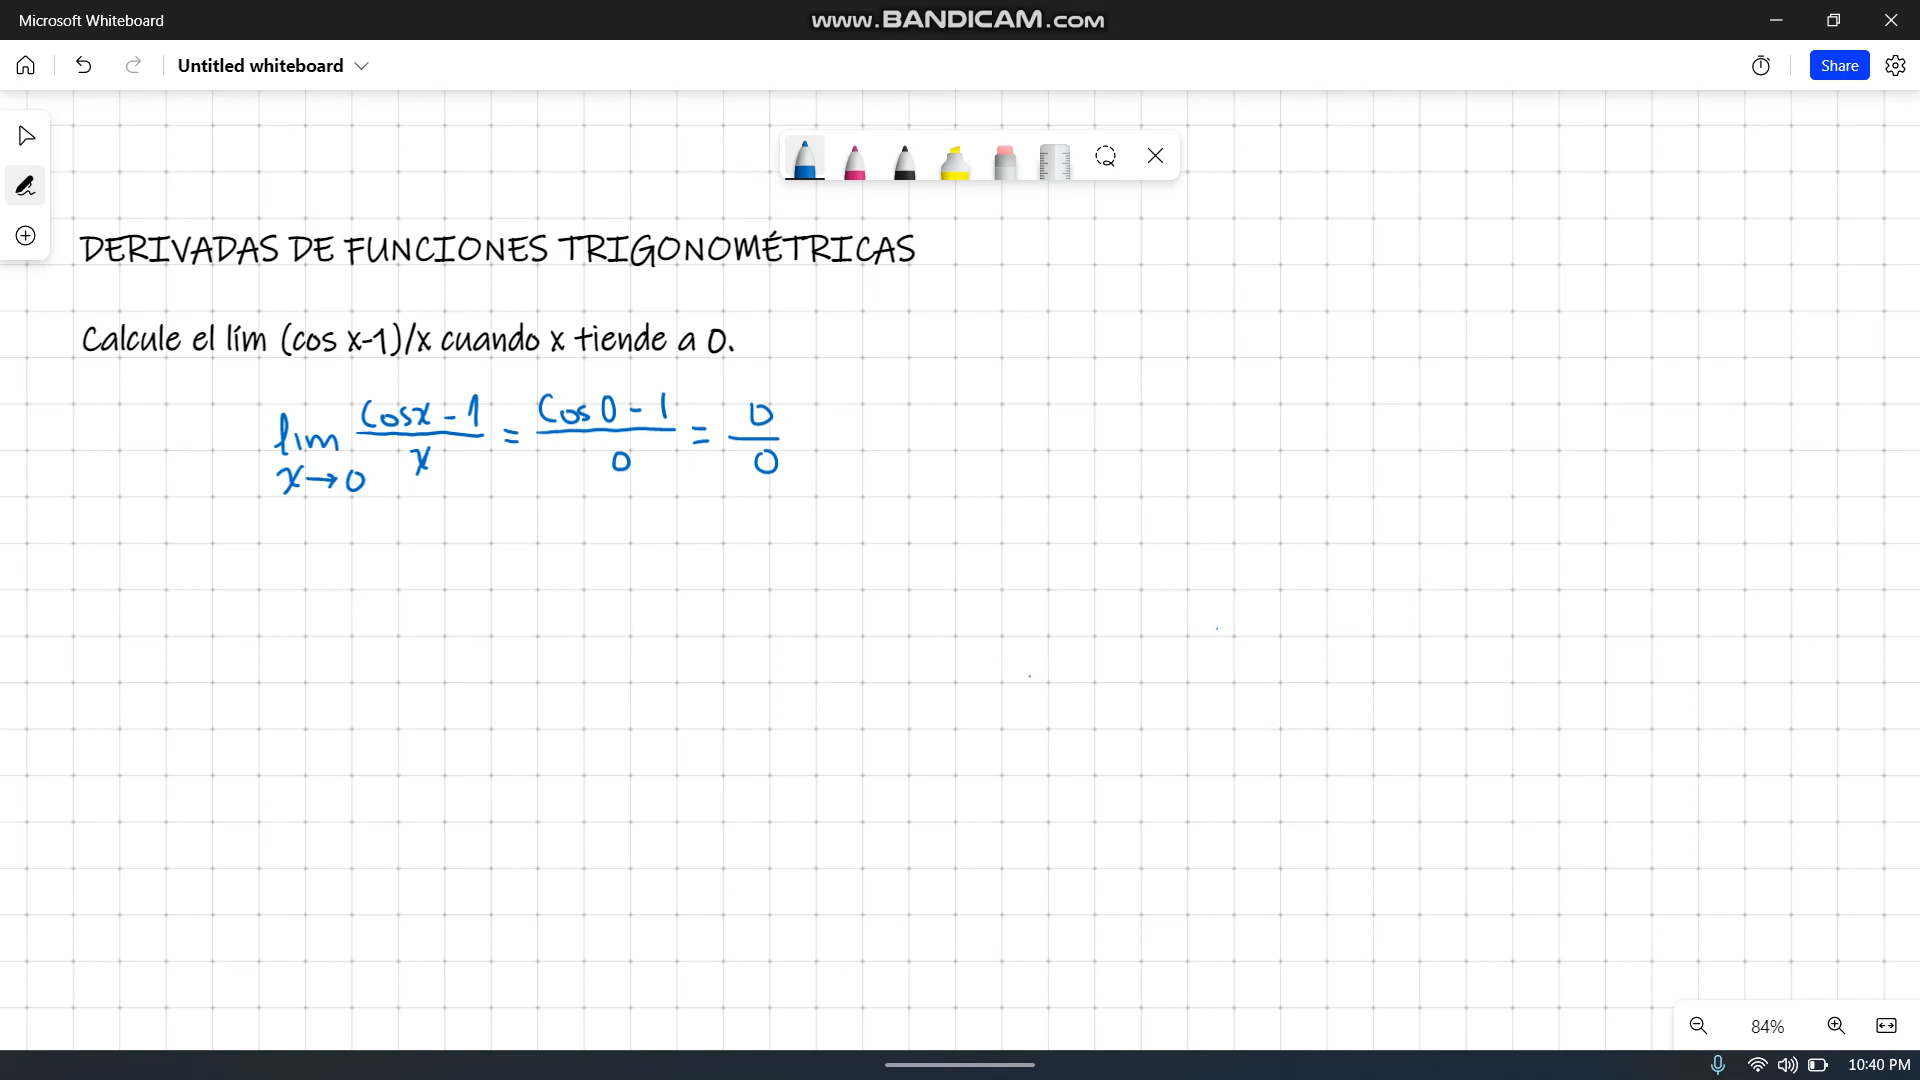 Microsoft Whiteboard
www.BANDICAM.com
Untitled whiteboard
Share
DERIVADAS DE FUNCIONES TRIGONOMÉTRICAS
Calcule el lím (cos x-1)/x cuando x tiende a 0.
lim x→0 (Cosx - 1)/x = (Cos 0 - 1)/0 = 0/0
84%
10:40 PM